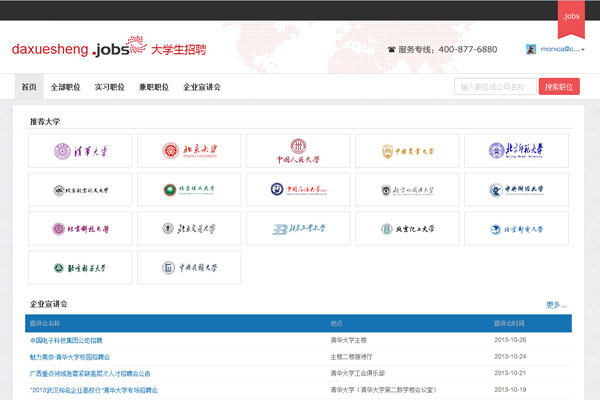 .jobs
daxuesheng .jobs 大学生招聘
服务专线：400-877-6880
monica@c...
首页 全部职位 实习职位 兼职职位 企业宣讲会
输入职位或公司名称 搜索职位
推荐大学
清华大学 北京大学 中国人民大学 中国农业大学 北京师范大学
PEKING UNIVERSITY Beijing Normal University
北京航空航天大学 北京理工大学 中国石油大学 北京外国语大学 中央财经大学
北京科技大学 北京交通大学 北京工业大学 北京化工大学 北京邮电大学
中央民族大学
企业宣讲会 更多...
宣讲会名称 地点 宣讲会时间
中国电子科技集团公司招聘 清华大学主楼 2013-10-26
魅力南京-清华大学校园招聘会 主楼二楼接待厅 2013-10-24
广西重点领域急需紧缺高层次人才招聘会公告 清华大学工会俱乐部 2013-10-21
"2013'武汉知名企业高校行"清华大学专场招聘会 清华大学（清华大学第二教学楼会议室） 2013-10-19